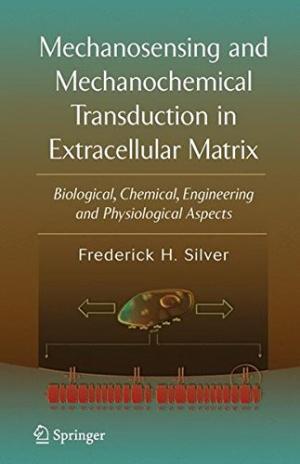 Mechanosensing and
Mechanochemical
Transduction in
Extracellular Matrix
Biological, Chemical, Engineering
and Physiological Aspects
Frederick H. Silver
Springer